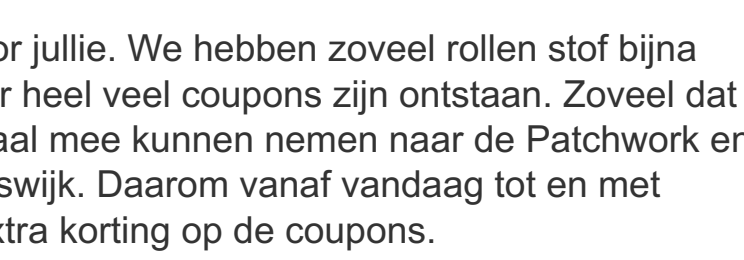 or jullie. We hebben zoveel rollen stof bijna
r heel veel coupons zijn ontstaan. Zoveel dat
aal mee kunnen nemen naar de Patchwork en
swijk. Daarom vanaf vandaag tot en met
xtra korting op de coupons.